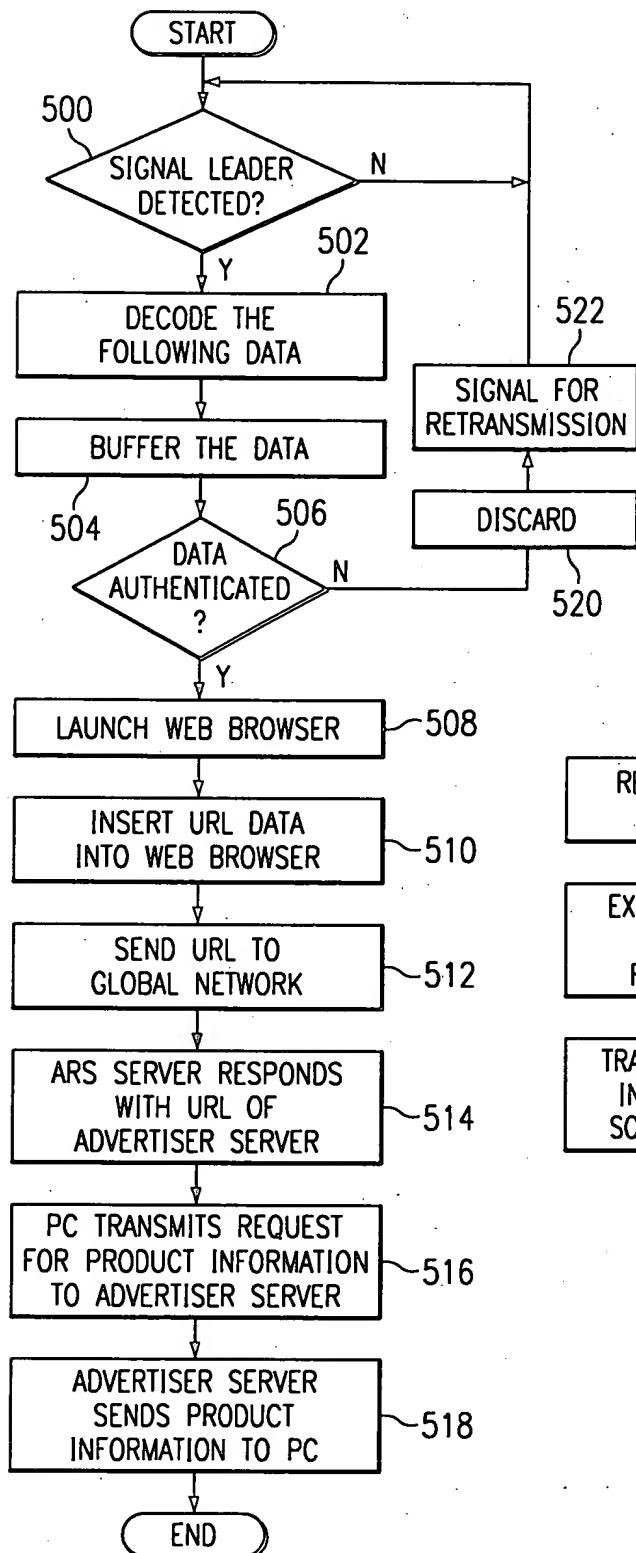 START
500
SIGNAL LEADER
DETECTED?
N
Y
502
DECODE THE
FOLLOWING DATA
522
SIGNAL FOR
RETRANSMISSION
BUFFER THE DATA
504
506
DATA
AUTHENTICATED
?
N
DISCARD
520
Y
LAUNCH WEB BROWSER
508
INSERT URL DATA
INTO WEB BROWSER
510
SEND URL TO
GLOBAL NETWORK
512
ARS SERVER RESPONDS
WITH URL OF
ADVERTISER SERVER
514
PC TRANSMITS REQUEST
FOR PRODUCT INFORMATION
TO ADVERTISER SERVER
516
ADVERTISER SERVER
SENDS PRODUCT
INFORMATION TO PC
518
END